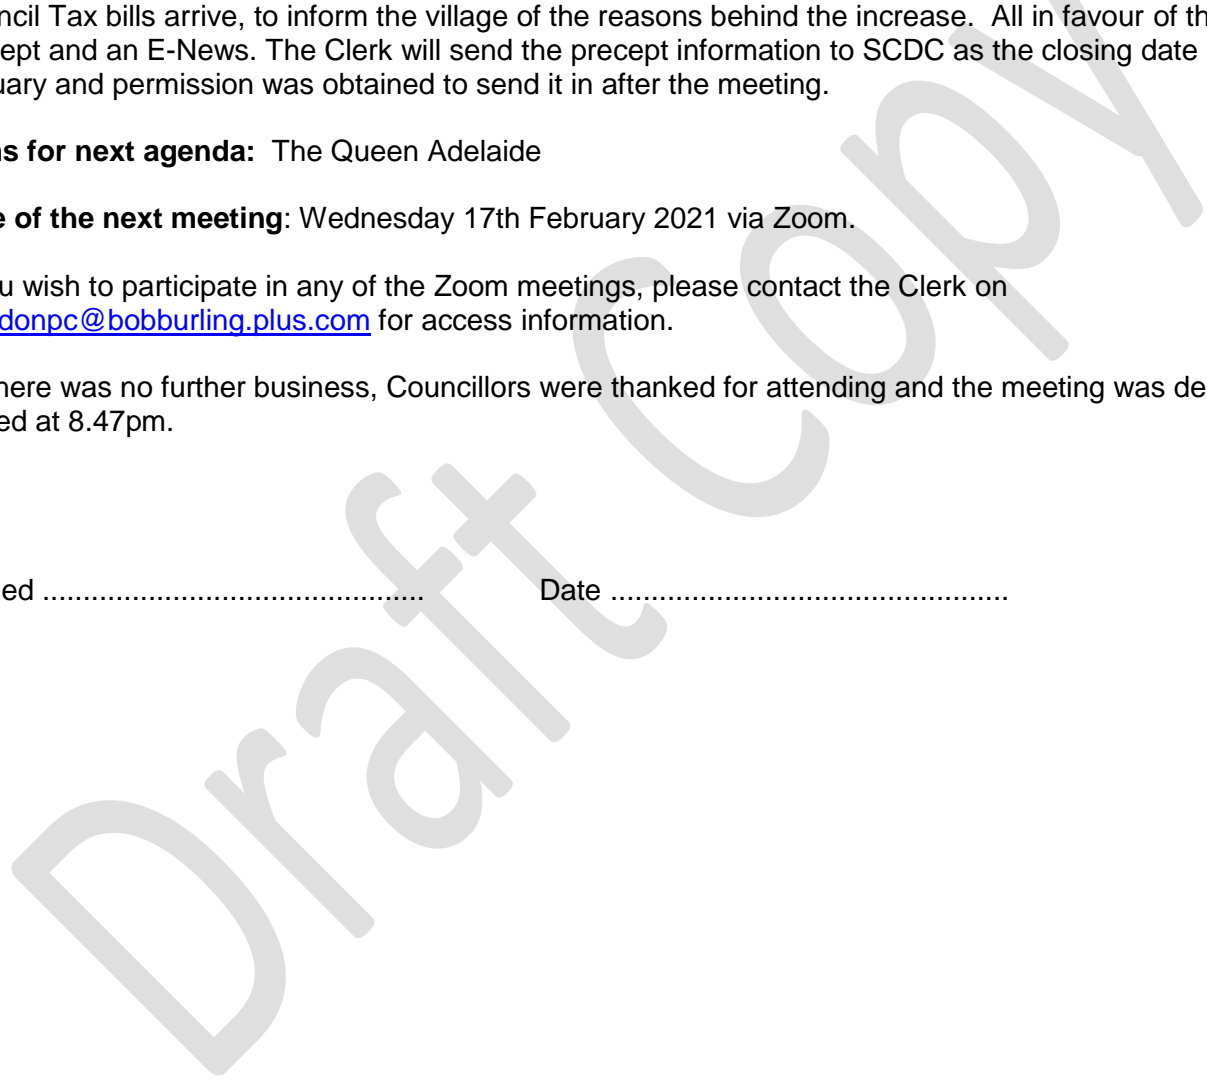 ncil Tax bills arrive, to inform the village of the reasons behind the increase.  All in favour of th
ept and an E-News. The Clerk will send the precept information to SCDC as the closing date
uary and permission was obtained to send it in after the meeting.
s for next agenda:  The Queen Adelaide
e of the next meeting: Wednesday 17th February 2021 via Zoom.
u wish to participate in any of the Zoom meetings, please contact the Clerk on
donpc@bobburling.plus.com for access information.
here was no further business, Councillors were thanked for attending and the meeting was de
ed at 8.47pm.
ed ............................................... Date .................................................
Draft Copy